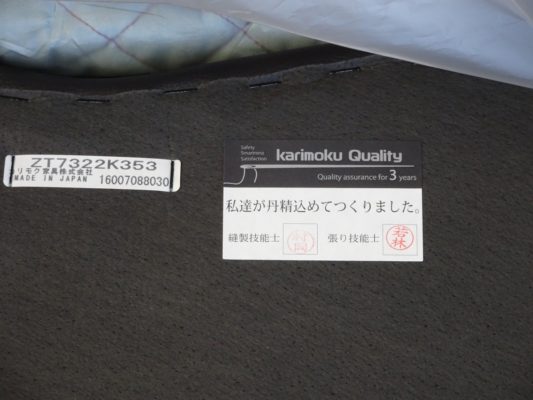 ZT7322K353
カリモク家具株式会社
MADE IN JAPAN 16007088030
Safety
Smartness
Satisfaction
karimoku Quality
Quality assurance for 3 years
私達が丹精込めてつくりました。
縫製技能士 張り技能士 若林